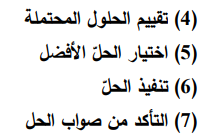 (4) تقييم الحلول المحتملة
(5) اختيار الحلّ الأفضل
(6) تنفيذ الحلّ
(7) التأكد من صواب الحل